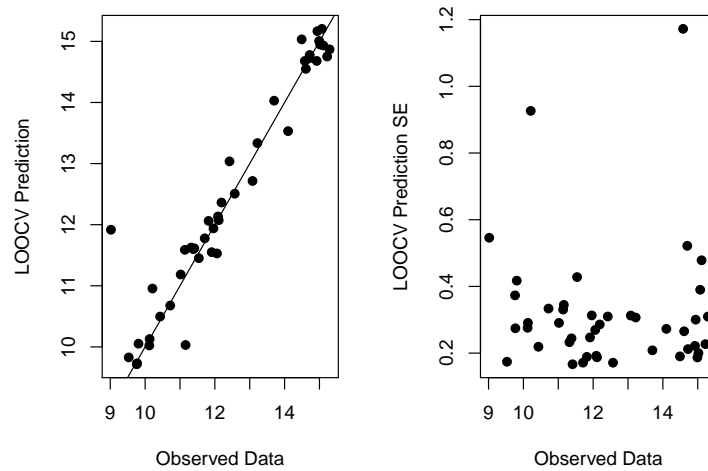 LOOCV Prediction
15
14
13
12
11
10
9 10 12 14
Observed Data
LOOCV Prediction SE
1.2
1.0
0.8
0.6
0.4
0.2
9 10 12 14
Observed Data